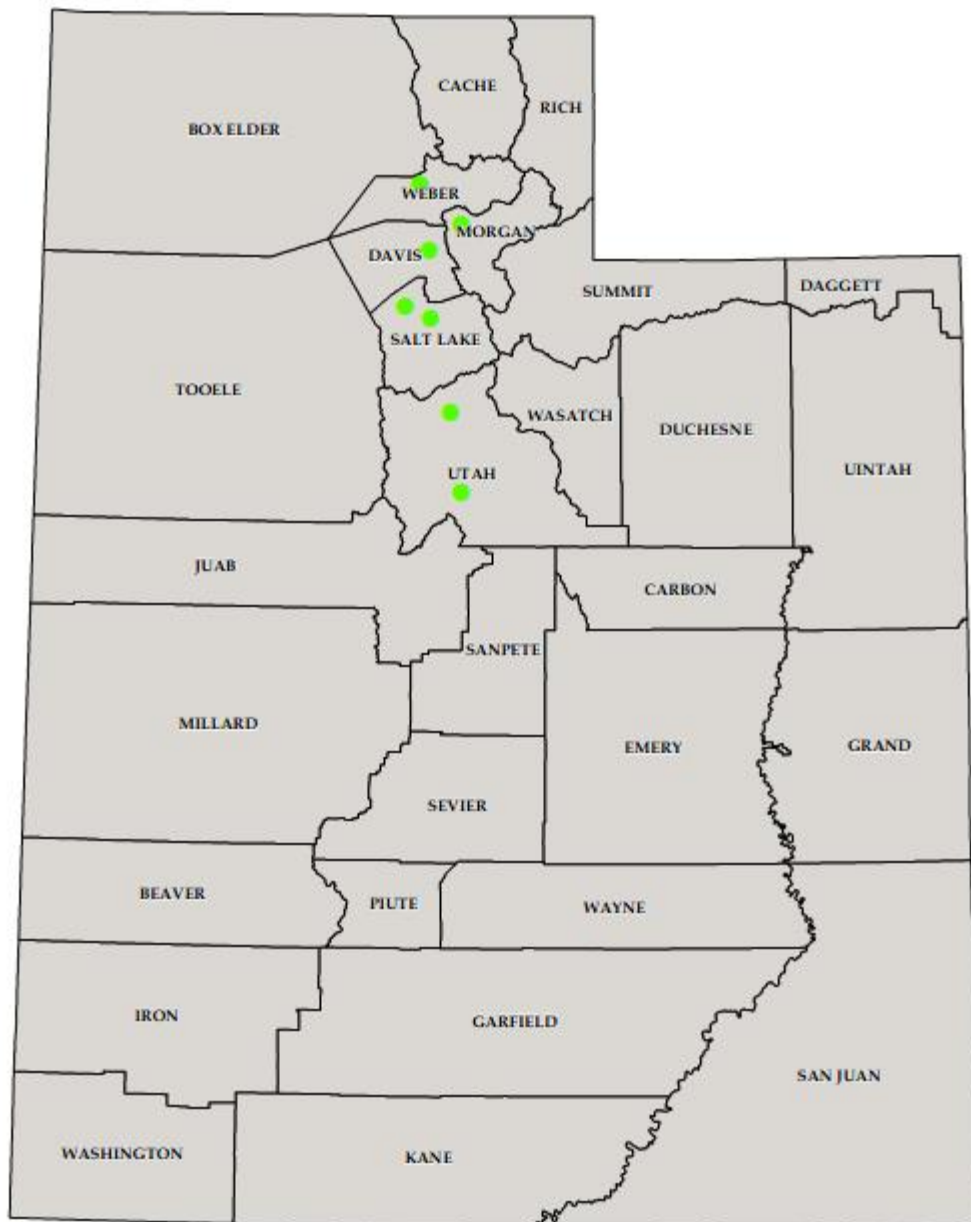 CACHE
RICH
BOX ELDER
WEBER
MORGAN
DAVIS
SUMMIT
DAGGETT
SALT LAKE
TOOELE
WASATCH
DUCHESNE
UINTAH
UTAH
JUAB
CARBON
SANPETE
MILLARD
EMERY
GRAND
SEVIER
BEAVER
PIUTE
WAYNE
IRON
GARFIELD
SAN JUAN
WASHINGTON
KANE